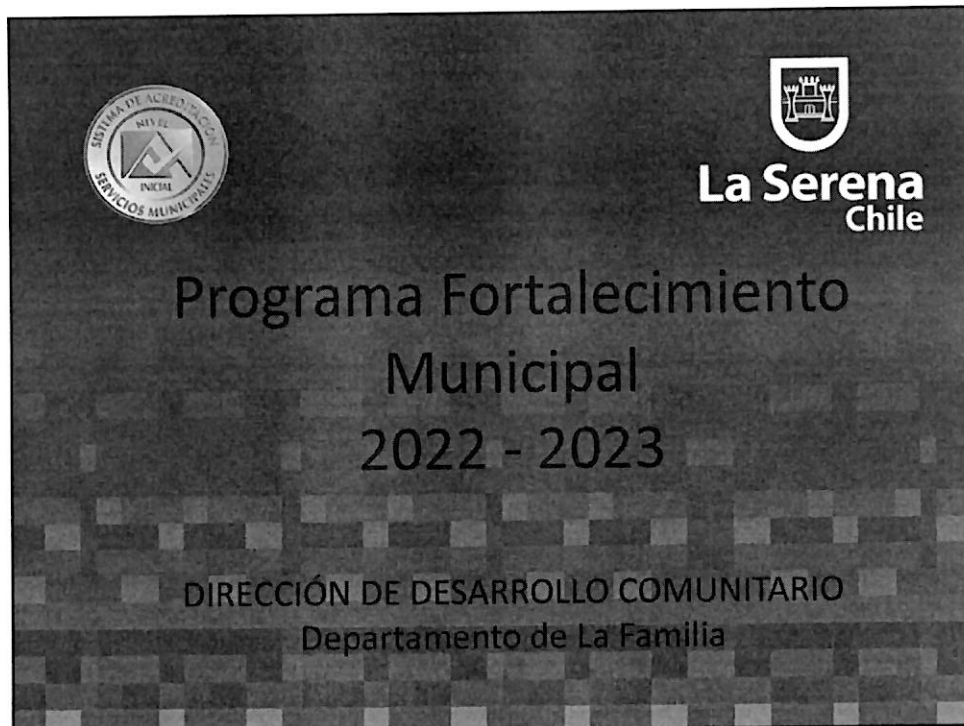 SISTEMA DE ACREDITACIÓN
NIVEL
INICIAL
SERVICIOS MUNICIPALES
La Serena
Chile
Programa Fortalecimiento
Municipal
2022 - 2023
DIRECCIÓN DE DESARROLLO COMUNITARIO
Departamento de La Familia